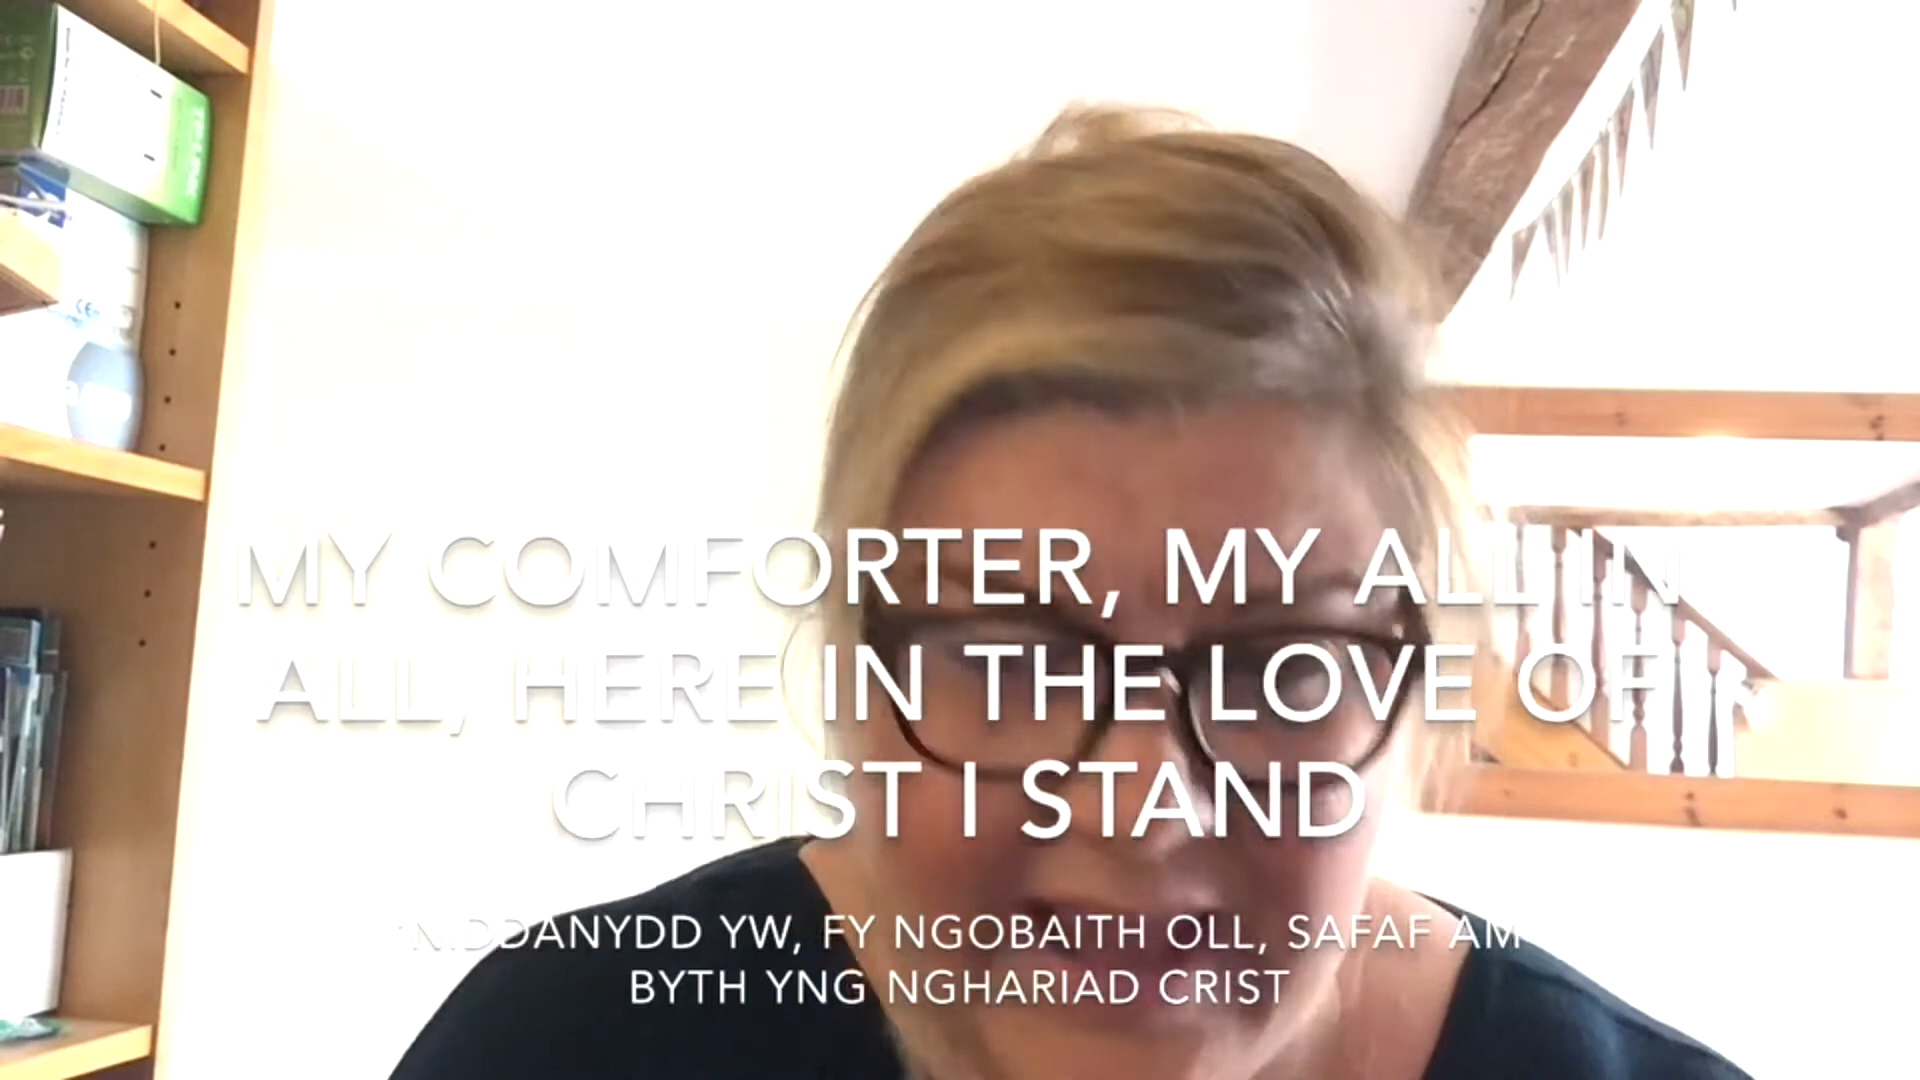 MY COMFORTER, MY ALL IN
ALL, HERE IN THE LOVE OF
CHRIST I STAND
'NIDDANYDD YW, FY NGOBAITH OLL, SAFAF AM
BYTH YNG NGHARIAD CRIST